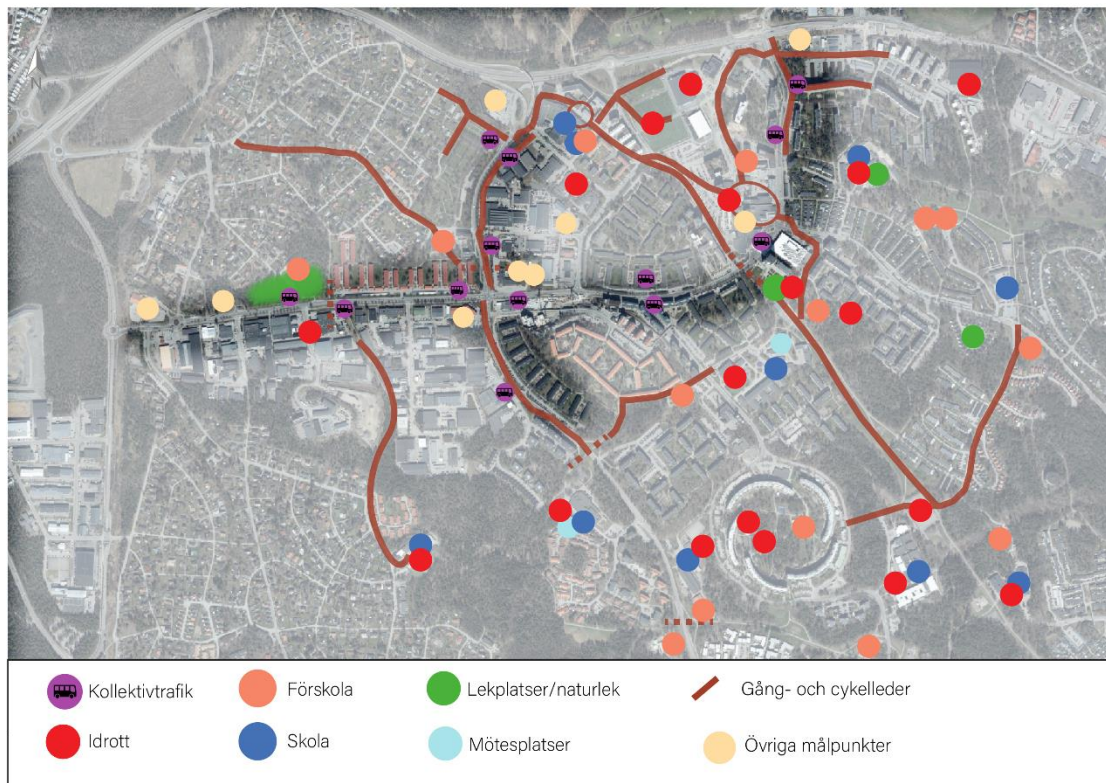 Kollektivtrafik
Förskola
Lekplatser/naturlek
Gång- och cykelleder
Idrott
Skola
Mötesplatser
Övriga målpunkter